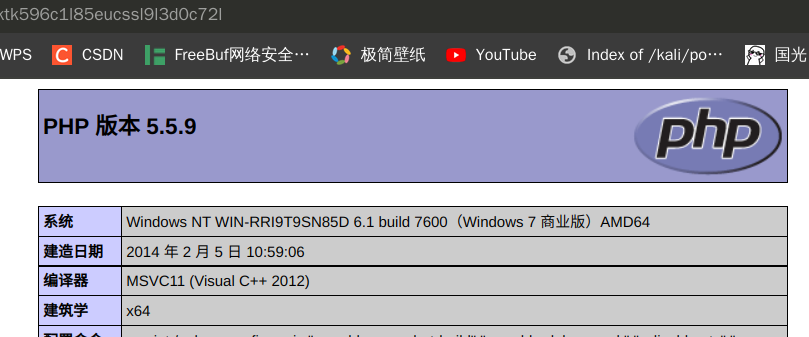 ktk596c1l85eucssl9l3d0c72l
WPS CSDN FreeBuf网络安全… 极简壁纸 YouTube Index of /kali/po… 国光
PHP 版本 5.5.9
php
系统 Windows NT WIN-RRI9T9SN85D 6.1 build 7600（Windows 7 商业版）AMD64
建造日期 2014 年 2 月 5 日 10:59:06
编译器 MSVC11 (Visual C++ 2012)
建筑学 x64